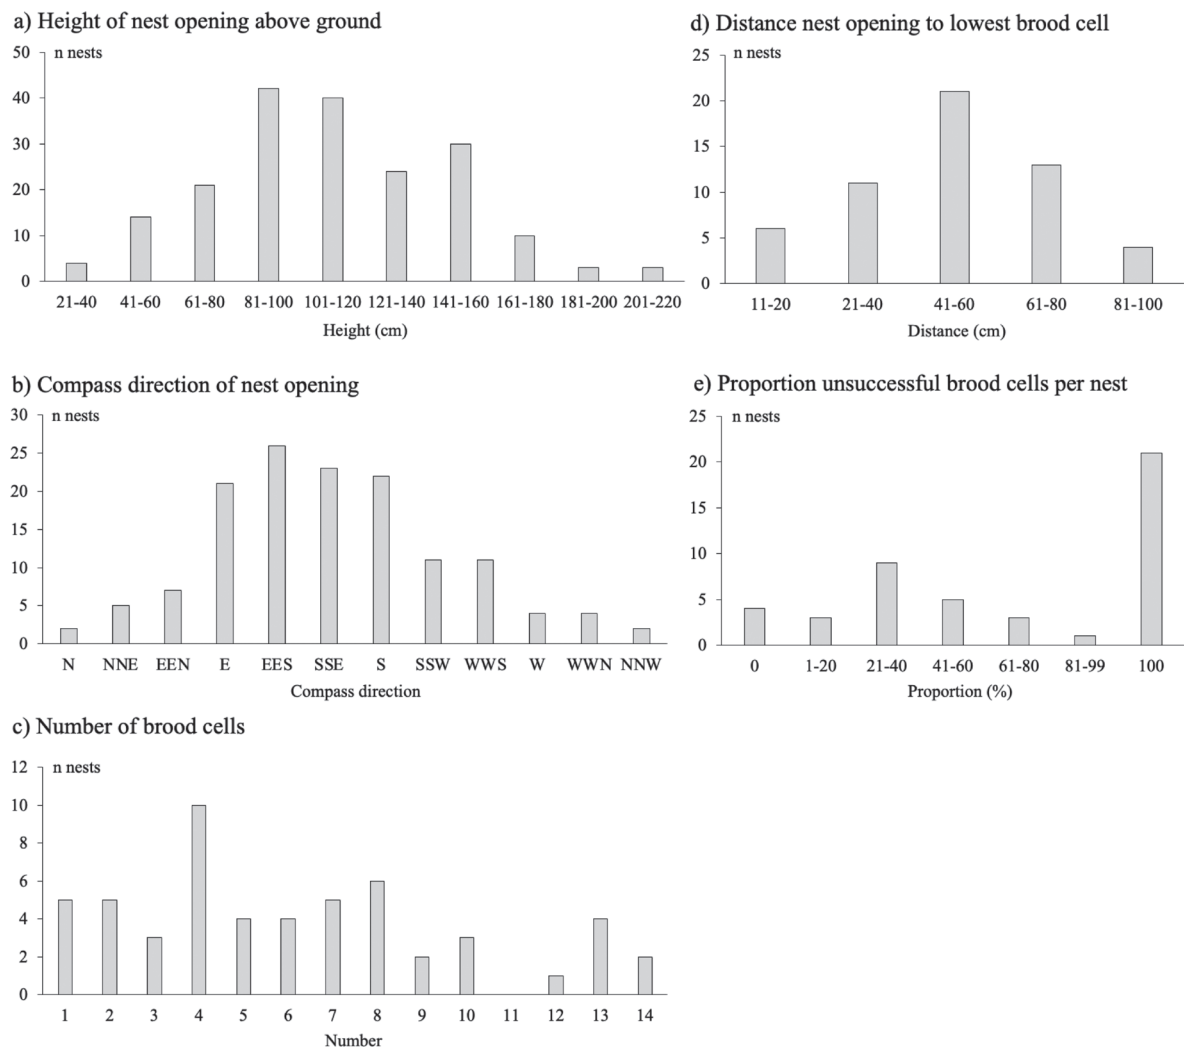 a) Height of nest opening above ground
n nests
50
40
30
20
10
0
21-40 41-60 61-80 81-100 101-120 121-140 141-160 161-180 181-200 201-220
Height (cm)
b) Compass direction of nest opening
n nests
30
25
20
15
10
5
0
N NNE EEN E EES SSE S SSW WWS W WWN NNW
Compass direction
c) Number of brood cells
n nests
12
10
8
6
4
2
0
1 2 3 4 5 6 7 8 9 10 11 12 13 14
Number
d) Distance nest opening to lowest brood cell
n nests
25
20
15
10
5
0
11-20 21-40 41-60 61-80 81-100
Distance (cm)
e) Proportion unsuccessful brood cells per nest
n nests
25
20
15
10
5
0
0 1-20 21-40 41-60 61-80 81-99 100
Proportion (%)